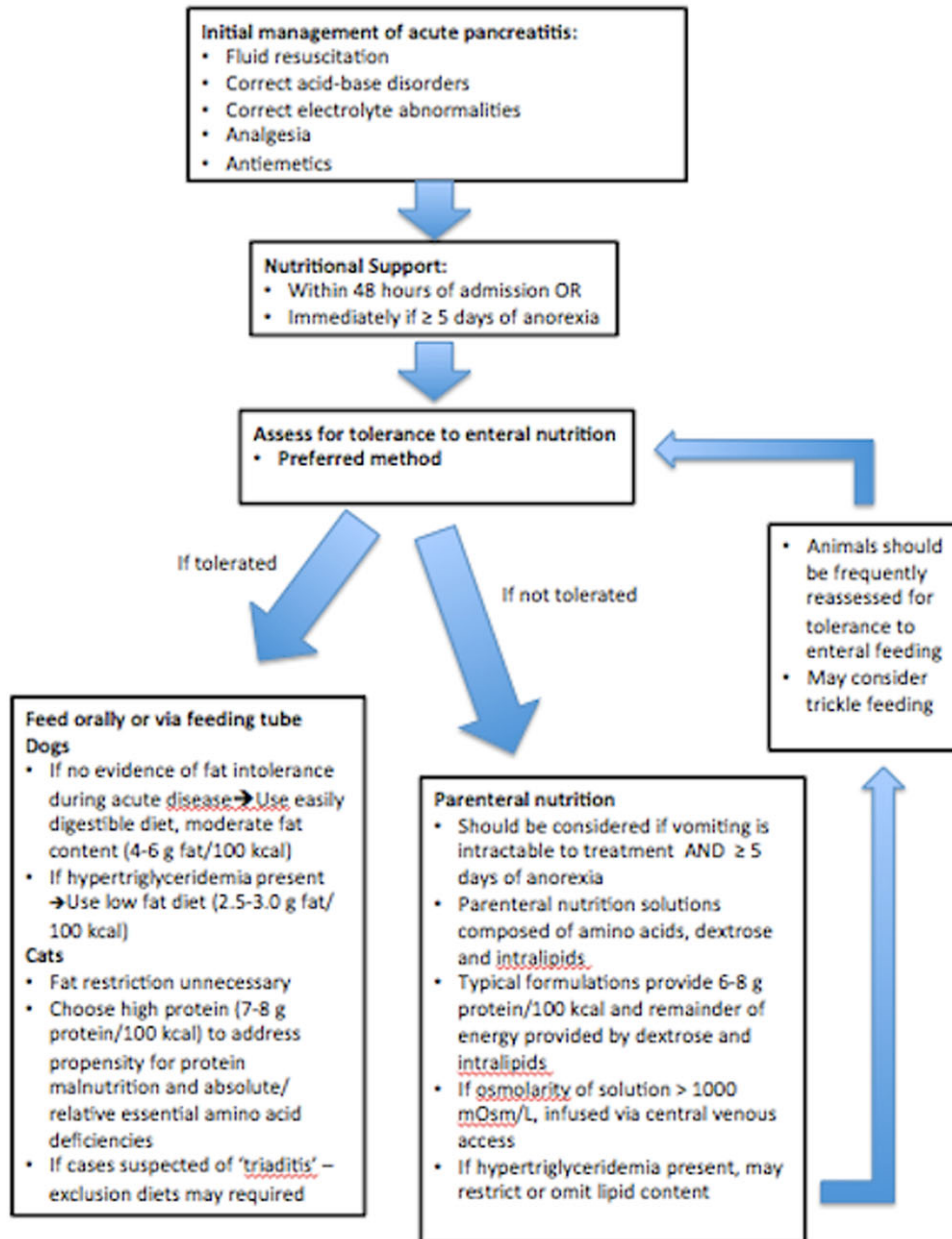 Initial management of acute pancreatitis:
• Fluid resuscitation
• Correct acid-base disorders
• Correct electrolyte abnormalities
• Analgesia
• Antiemetics
Nutritional Support:
• Within 48 hours of admission OR
• Immediately if ≥ 5 days of anorexia
Assess for tolerance to enteral nutrition
• Preferred method
If tolerated
If not tolerated
• Animals should
be frequently
reassessed for
tolerance to
enteral feeding
• May consider
trickle feeding
Feed orally or via feeding tube
Dogs
• If no evidence of fat intolerance
during acute disease➔Use easily
digestible diet, moderate fat
content (4-6 g fat/100 kcal)
• If hypertriglyceridemia present
➔Use low fat diet (2.5-3.0 g fat/
100 kcal)
Cats
• Fat restriction unnecessary
• Choose high protein (7-8 g
protein/100 kcal) to address
propensity for protein
malnutrition and absolute/
relative essential amino acid
deficiencies
• If cases suspected of 'triaditis' –
exclusion diets may required
Parenteral nutrition
• Should be considered if vomiting is
intractable to treatment AND ≥ 5
days of anorexia
• Parenteral nutrition solutions
composed of amino acids, dextrose
and intralipids
• Typical formulations provide 6-8 g
protein/100 kcal and remainder of
energy provided by dextrose and
intralipids
• If osmolarity of solution > 1000
mOsm/L, infused via central venous
access
• If hypertriglyceridemia present, may
restrict or omit lipid content